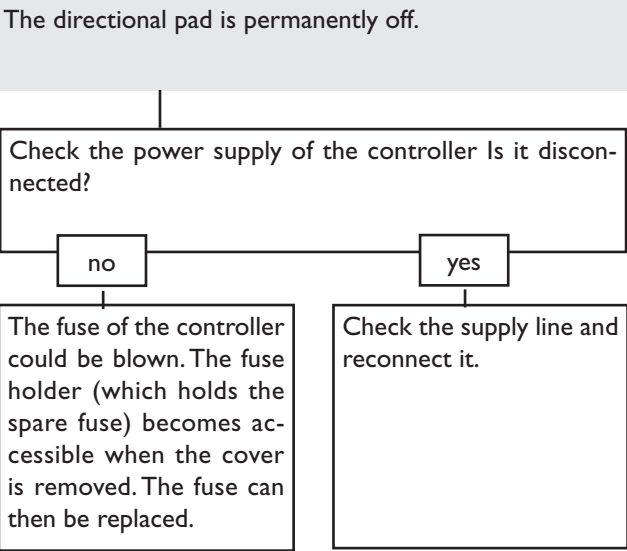 The directional pad is permanently off.
Check the power supply of the controller Is it discon-
nected?
no
yes
The fuse of the controller
could be blown. The fuse
holder (which holds the
spare fuse) becomes ac-
cessible when the cover
is removed. The fuse can
then be replaced.
Check the supply line and
reconnect it.